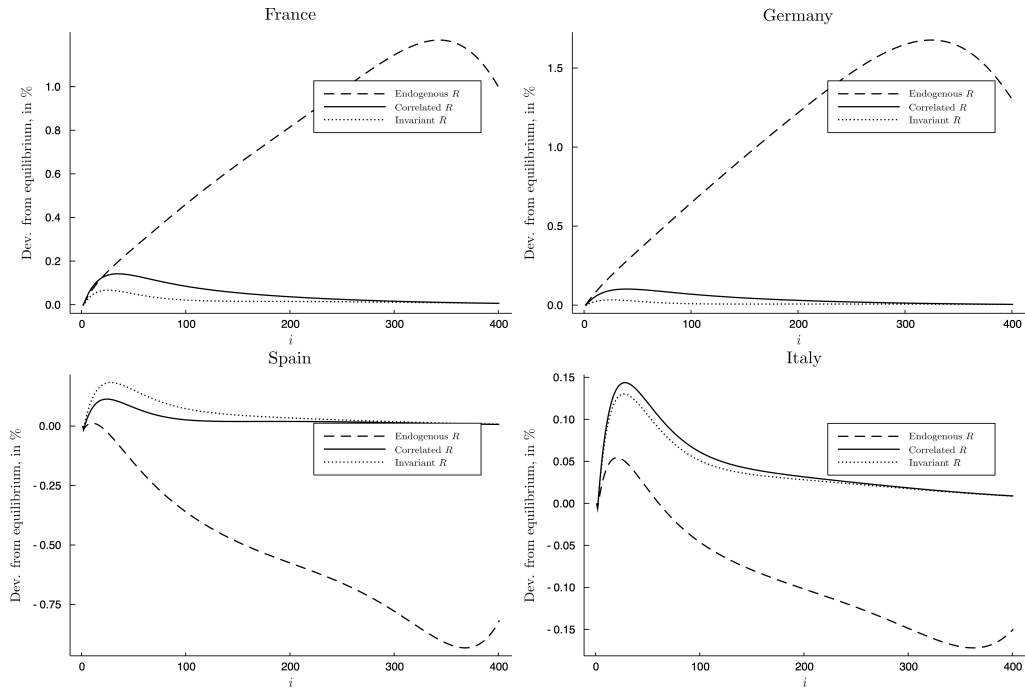 France
Dev. from equilibrium, in %
1.0
0.8
0.6
0.4
0.2
0.0
0
100
200
300
400
i
Endogenous R
Correlated R
Invariant R
Germany
Dev. from equilibrium, in %
1.5
1.0
0.5
0.0
0
100
200
300
400
i
Endogenous R
Correlated R
Invariant R
Spain
Dev. from equilibrium, in %
0.00
- 0.25
- 0.50
- 0.75
0
100
200
300
400
i
Endogenous R
Correlated R
Invariant R
Italy
Dev. from equilibrium, in %
0.15
0.10
0.05
0.00
- 0.05
- 0.10
- 0.15
0
100
200
300
400
i
Endogenous R
Correlated R
Invariant R